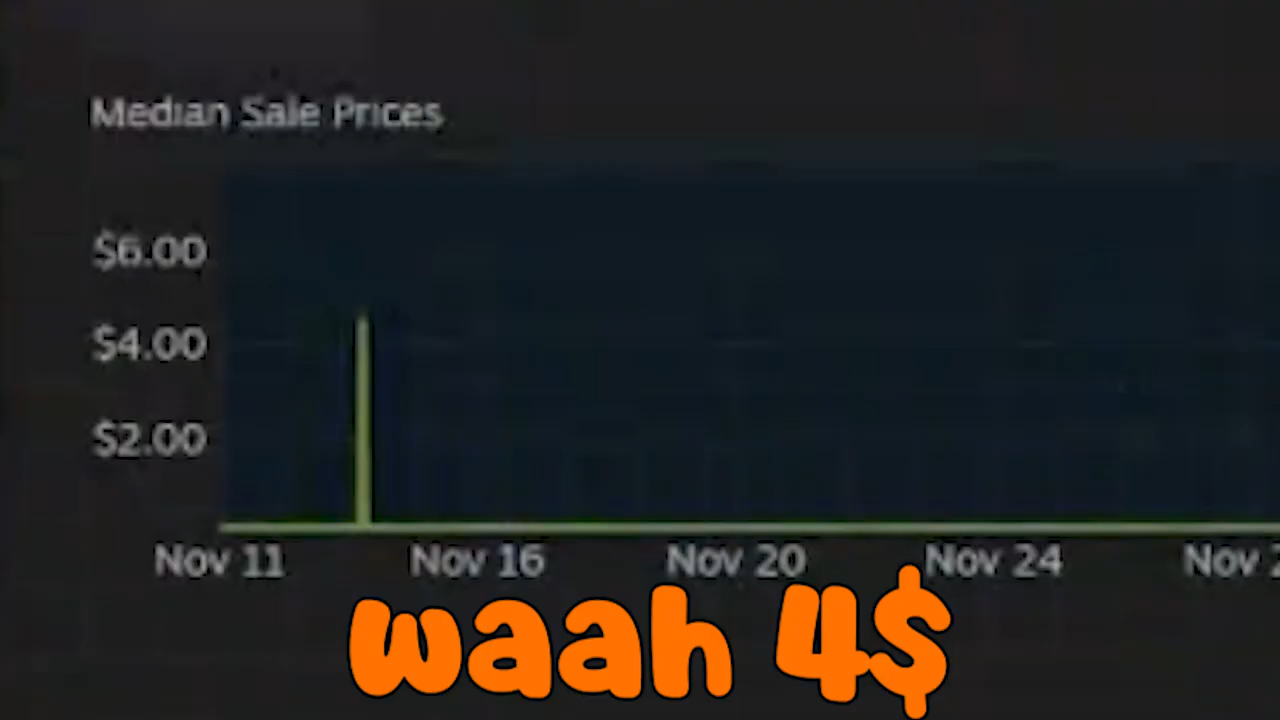 Median Sale Prices
$6.00
$4.00
$2.00
Nov 11 Nov 16 Nov 20 Nov 24 Nov
waah 4$